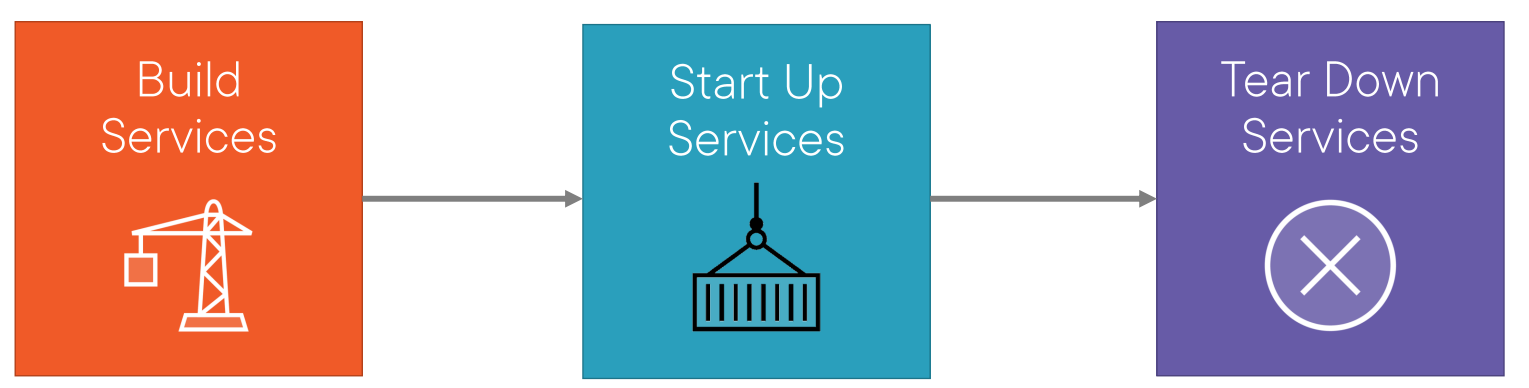 Build
Services
Start Up
Services
Tear Down
Services